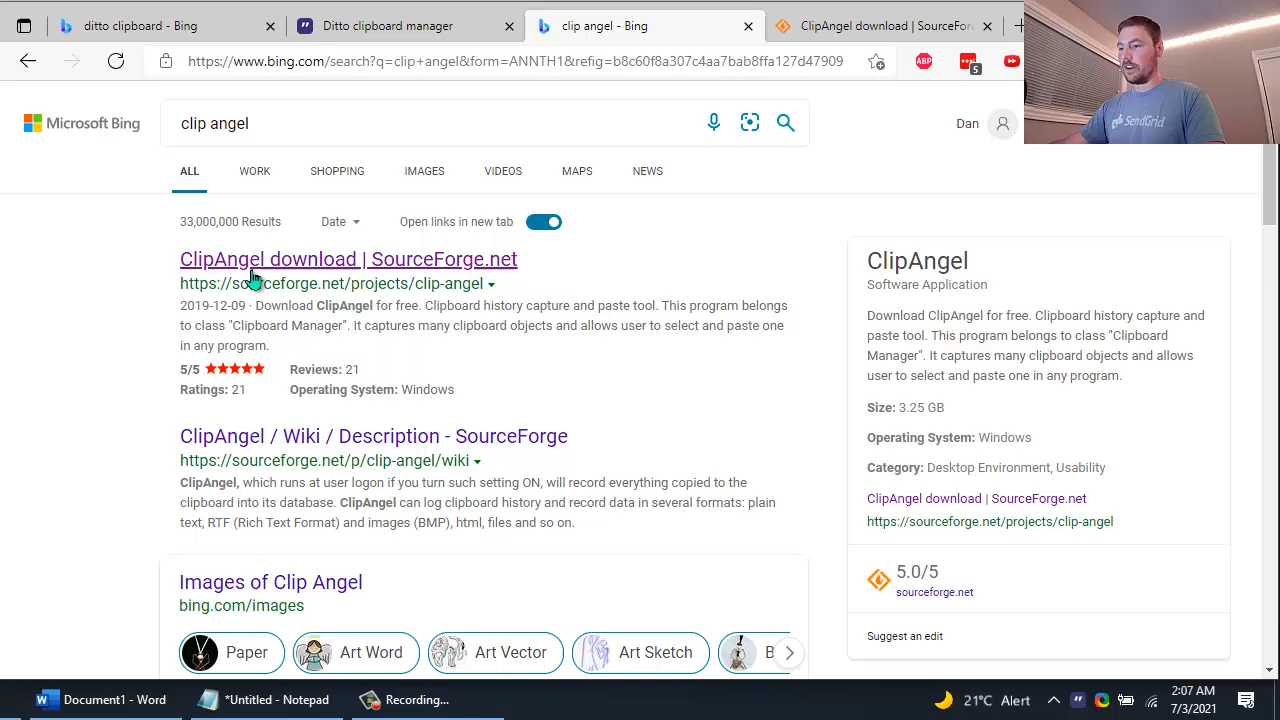 ditto clipboard - Bing
Ditto clipboard manager
clip angel - Bing
ClipAngel download | SourceFor
https://www.bing.com/search?q=clip+angel&form=ANNTH1&refig=b8c60f8a307c4aa7bab8ffa127d47909
ABP
5
SendGrid
Microsoft Bing
clip angel
Dan
ALL
WORK
SHOPPING
IMAGES
VIDEOS
MAPS
NEWS
33,000,000 Results
Date
Open links in new tab
ClipAngel download | SourceForge.net
https://sourceforge.net/projects/clip-angel
2019-12-09 · Download ClipAngel for free. Clipboard history capture and paste tool. This program belongs
to class "Clipboard Manager". It captures many clipboard objects and allows user to select and paste one
in any program.
5/5
Reviews: 21
Ratings: 21
Operating System: Windows
ClipAngel / Wiki / Description - SourceForge
https://sourceforge.net/p/clip-angel/wiki
ClipAngel, which runs at user logon if you turn such setting ON, will record everything copied to the
clipboard into its database. ClipAngel can log clipboard history and record data in several formats: plain
text, RTF (Rich Text Format) and images (BMP), html, files and so on.
Images of Clip Angel
bing.com/images
Paper
Art Word
Art Vector
Art Sketch
B
ClipAngel
Software Application
Download ClipAngel for free. Clipboard history capture and
paste tool. This program belongs to class "Clipboard
Manager". It captures many clipboard objects and allows
user to select and paste one in any program.
Size: 3.25 GB
Operating System: Windows
Category: Desktop Environment, Usability
ClipAngel download | SourceForge.net
https://sourceforge.net/projects/clip-angel
5.0/5
sourceforge.net
Suggest an edit
Document1 - Word
*Untitled - Notepad
Recording...
21°C Alert
2:07 AM
7/3/2021